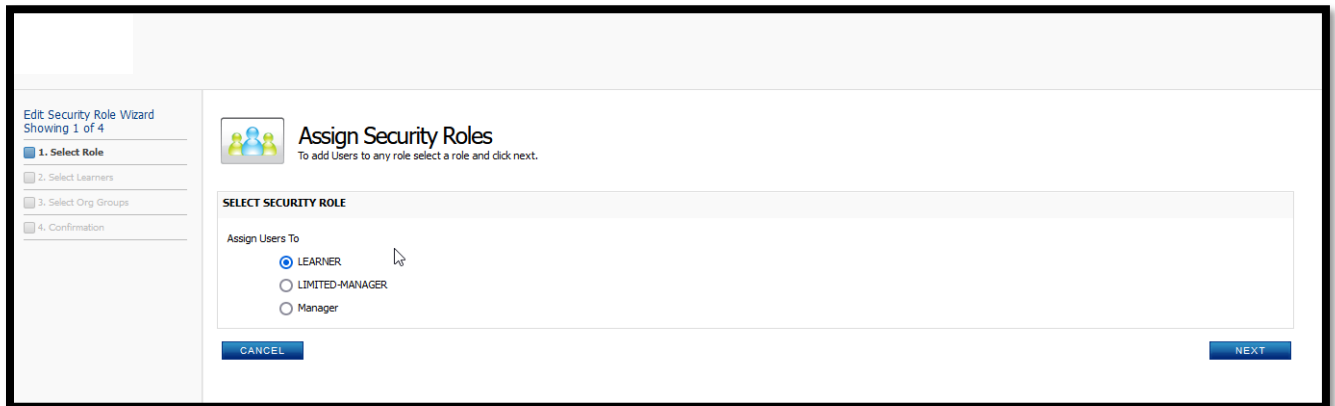 Edit Security Role Wizard
Showing 1 of 4
1. Select Role
2. Select Learners
3. Select Org Groups
4. Confirmation
Assign Security Roles
To add Users to any role select a role and click next.
SELECT SECURITY ROLE
Assign Users To
LEARNER
LIMITED-MANAGER
Manager
CANCEL
NEXT